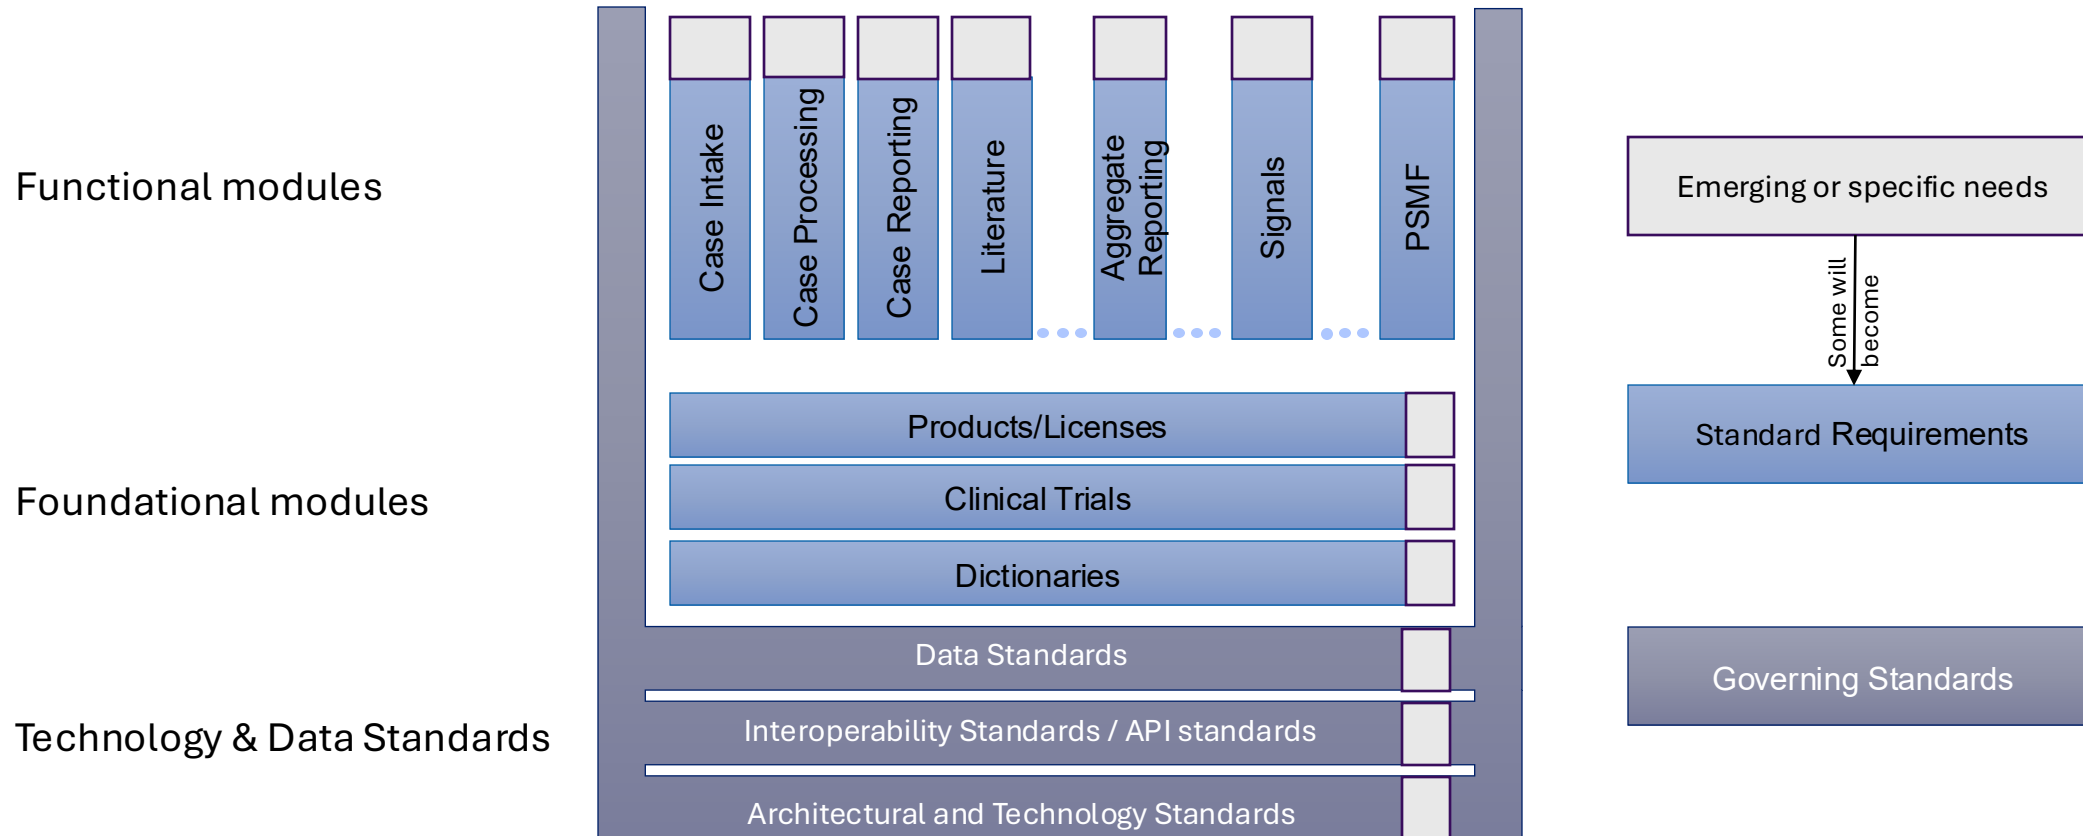 Functional modules
Case Intake
Case Processing
Case Reporting
Literature
Aggregate
Reporting
Signals
PSMF
Emerging or specific needs
Some will
become
Standard Requirements
Products/Licenses
Foundational modules
Clinical Trials
Dictionaries
Data Standards
Governing Standards
Technology & Data Standards
Interoperability Standards / API standards
Architectural and Technology Standards